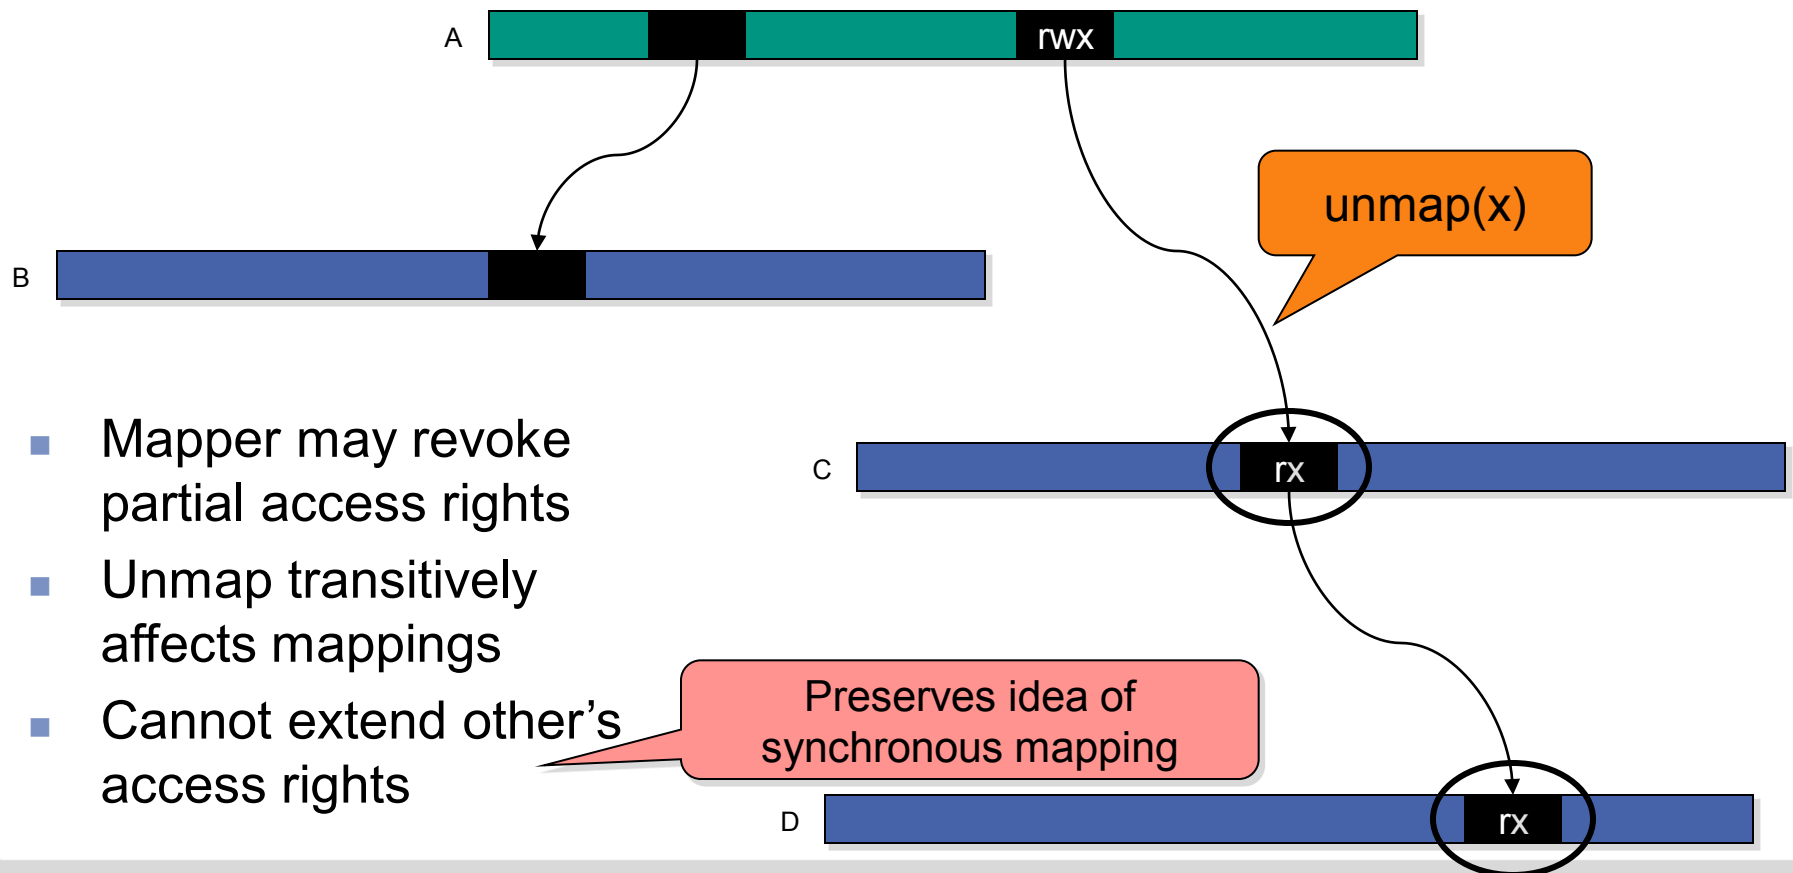 A
rwx
unmap(x)
B
Mapper may revoke
partial access rights
Unmap transitively
affects mappings
Cannot extend other’s
access rights
C
rx
Preserves idea of
synchronous mapping
D
rx